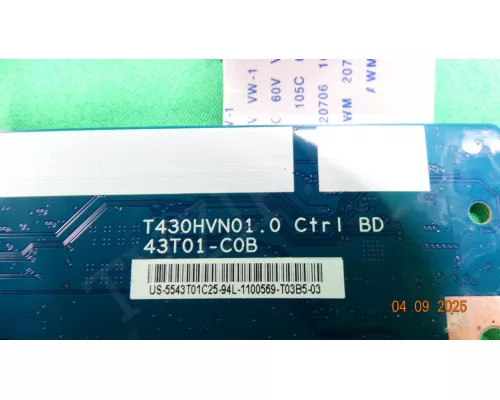 V-1
V VW-1
C 60V V
105C
20706
WM 207
T430HVN01.0 Ctrl BD
43T01-C0B
US-5543T01C25-94L-1100569-T03B5-03
04 09 2025